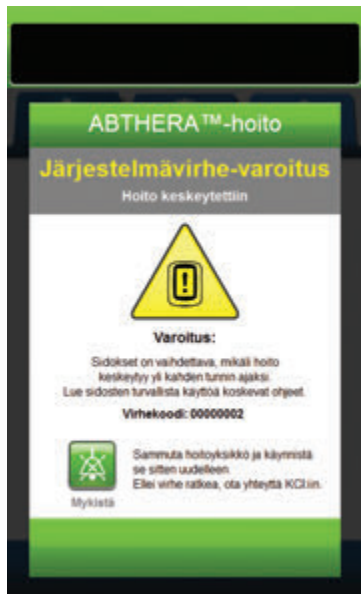 ABTHERA™-hoito
Järjestelmävirhe-varoitus
Hoito keskeytettiin
Varoitus:
Sidokset on vaihdettava, mikäli hoito
keskeytyy yli kahden tunnin ajaksi.
Lue sidosten turvallista käyttöä koskevat ohjeet.
Virhekoodi: 00000002
Sammuta hoitoyksikkö ja käynnistä
se sitten uudelleen.
Ellei virhe ratkea, ota yhteyttä KCI:iin.
Mykistä